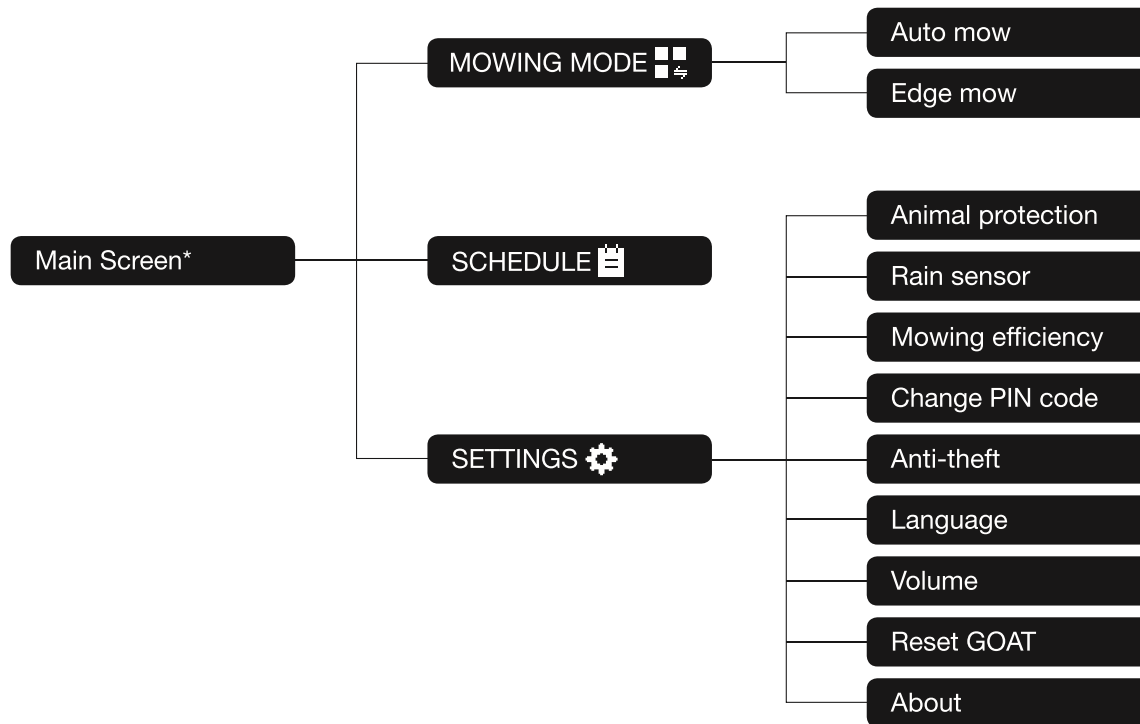 Main Screen*
MOWING MODE
Auto mow
Edge mow
SCHEDULE
SETTINGS
Animal protection
Rain sensor
Mowing efficiency
Change PIN code
Anti-theft
Language
Volume
Reset GOAT
About